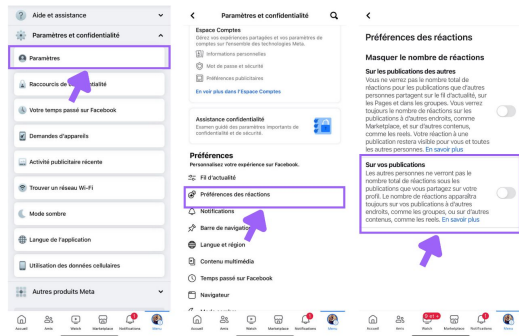 Aide et assistance
Paramètres et confidentialité
Paramètres
Raccourcis de
Votre temps passé sur Facebook
Demandes d'appareils
Activité publicitaire récente
Trouver un réseau Wi-Fi
Mode sombre
Langue de l'application
Utilisation des données cellulaires
Autres produits Meta
Accueil
Amis
Watch
Marketplace
Notifications
Menu
Paramètres et confidentialité
Espace Comptes
Gérez vos expériences partagées et vos paramètres de
comptes sur l'ensemble des technologies Meta.
Informations personnelles
Mot de passe et sécurité
Préférences publicitaires
En voir plus dans l'Espace Comptes
Assistance confidentialité
Examen guidé des paramètres importants de
confidentialité et de sécurité.
Préférences
Personnalisez votre expérience sur Facebook.
Fil d'actualité
Préférences des réactions
Notifications
Barre de navigation
Langue et région
Contenu multimédia
Temps passé sur Facebook
Navigateur
Accueil
Amis
Watch
Marketplace
Notifications
Menu
Préférences des réactions
Masquer le nombre de réactions
Sur les publications des autres
Vous ne verrez pas le nombre total de
réactions pour les publications que d'autres
personnes partagent sur le fil d'actualité, sur
les Pages et dans les groupes. Vous verrez
toujours le nombre de réactions sur les
publications à d'autres endroits, comme
Marketplace, et sur d'autres contenus,
comme les reels. Votre réaction à une
publication restera visible pour vous et toutes
les autres personnes. En savoir plus
Sur vos publications
Les autres personnes ne verront pas le
nombre total de réactions sous les
publications que vous partagez sur votre
profil. Le nombre de réactions apparaîtra
toujours sur vos publications à d'autres
endroits, comme les groupes, ou sur d'autres
contenus, comme les reels. En savoir plus
Accueil
Amis
Watch
Marketplace
Notifications
Menu